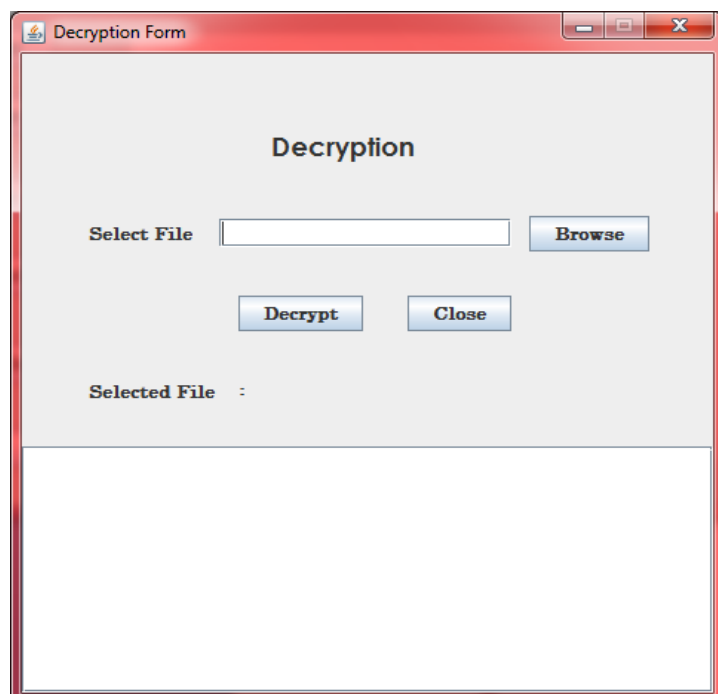 Decryption Form
Decryption
Select File Browse
Decrypt Close
Selected File :